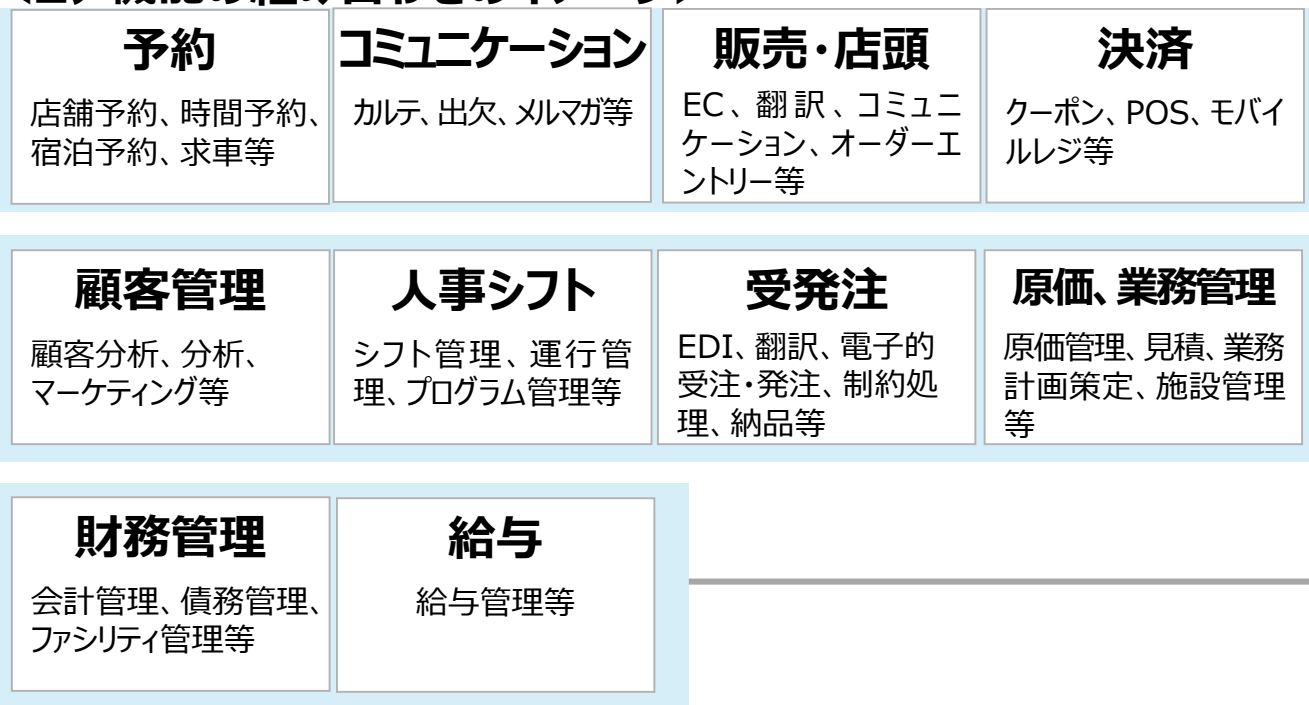 予約
店舗予約、時間予約、
宿泊予約、求車等
コミュニケーション
カルテ、出欠、メルマガ等
販売・店頭
EC、翻訳、コミュニ
ケーション、オーダーエ
ントリー等
決済
クーポン、POS、モバイ
ルレジ等
顧客管理
顧客分析、分析、
マーケティング等
人事シフト
シフト管理、運行管
理、プログラム管理等
受発注
EDI、翻訳、電子的
受注・発注、制約処
理、納品等
原価、業務管理
原価管理、見積、業務
計画策定、施設管理
等
財務管理
会計管理、債務管理、
ファシリティ管理等
給与
給与管理等